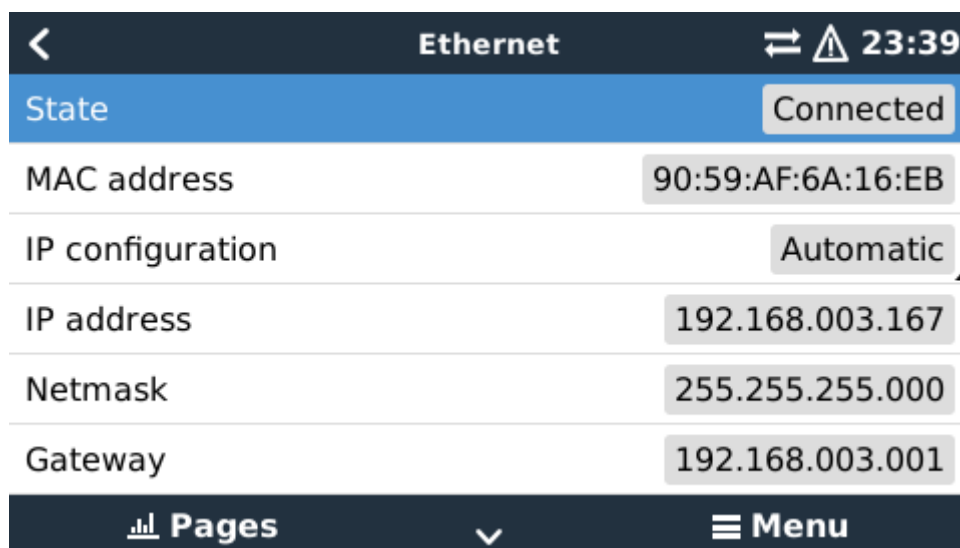 Ethernet 23:39
State Connected
MAC address 90:59:AF:6A:16:EB
IP configuration Automatic
IP address 192.168.003.167
Netmask 255.255.255.000
Gateway 192.168.003.001
Pages Menu